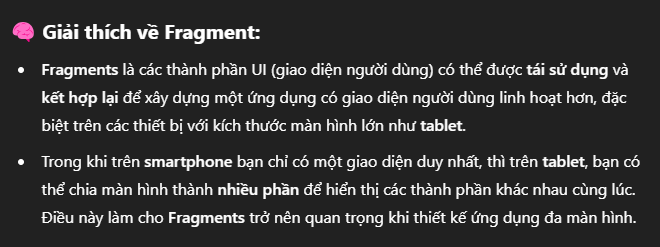 🧠 Giải thích về Fragment:
• Fragments là các thành phần UI (giao diện người dùng) có thể được tái sử dụng và
kết hợp lại để xây dựng một ứng dụng có giao diện người dùng linh hoạt hơn, đặc
biệt trên các thiết bị với kích thước màn hình lớn như tablet.
• Trong khi trên smartphone bạn chỉ có một giao diện duy nhất, thì trên tablet, bạn có
thể chia màn hình thành nhiều phần để hiển thị các thành phần khác nhau cùng lúc.
Điều này làm cho Fragments trở nên quan trọng khi thiết kế ứng dụng đa màn hình.